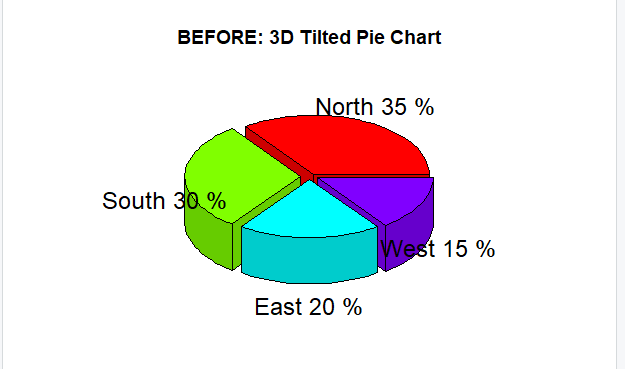 BEFORE: 3D Tilted Pie Chart
North 35 %
South 30 %
West 15 %
East 20 %